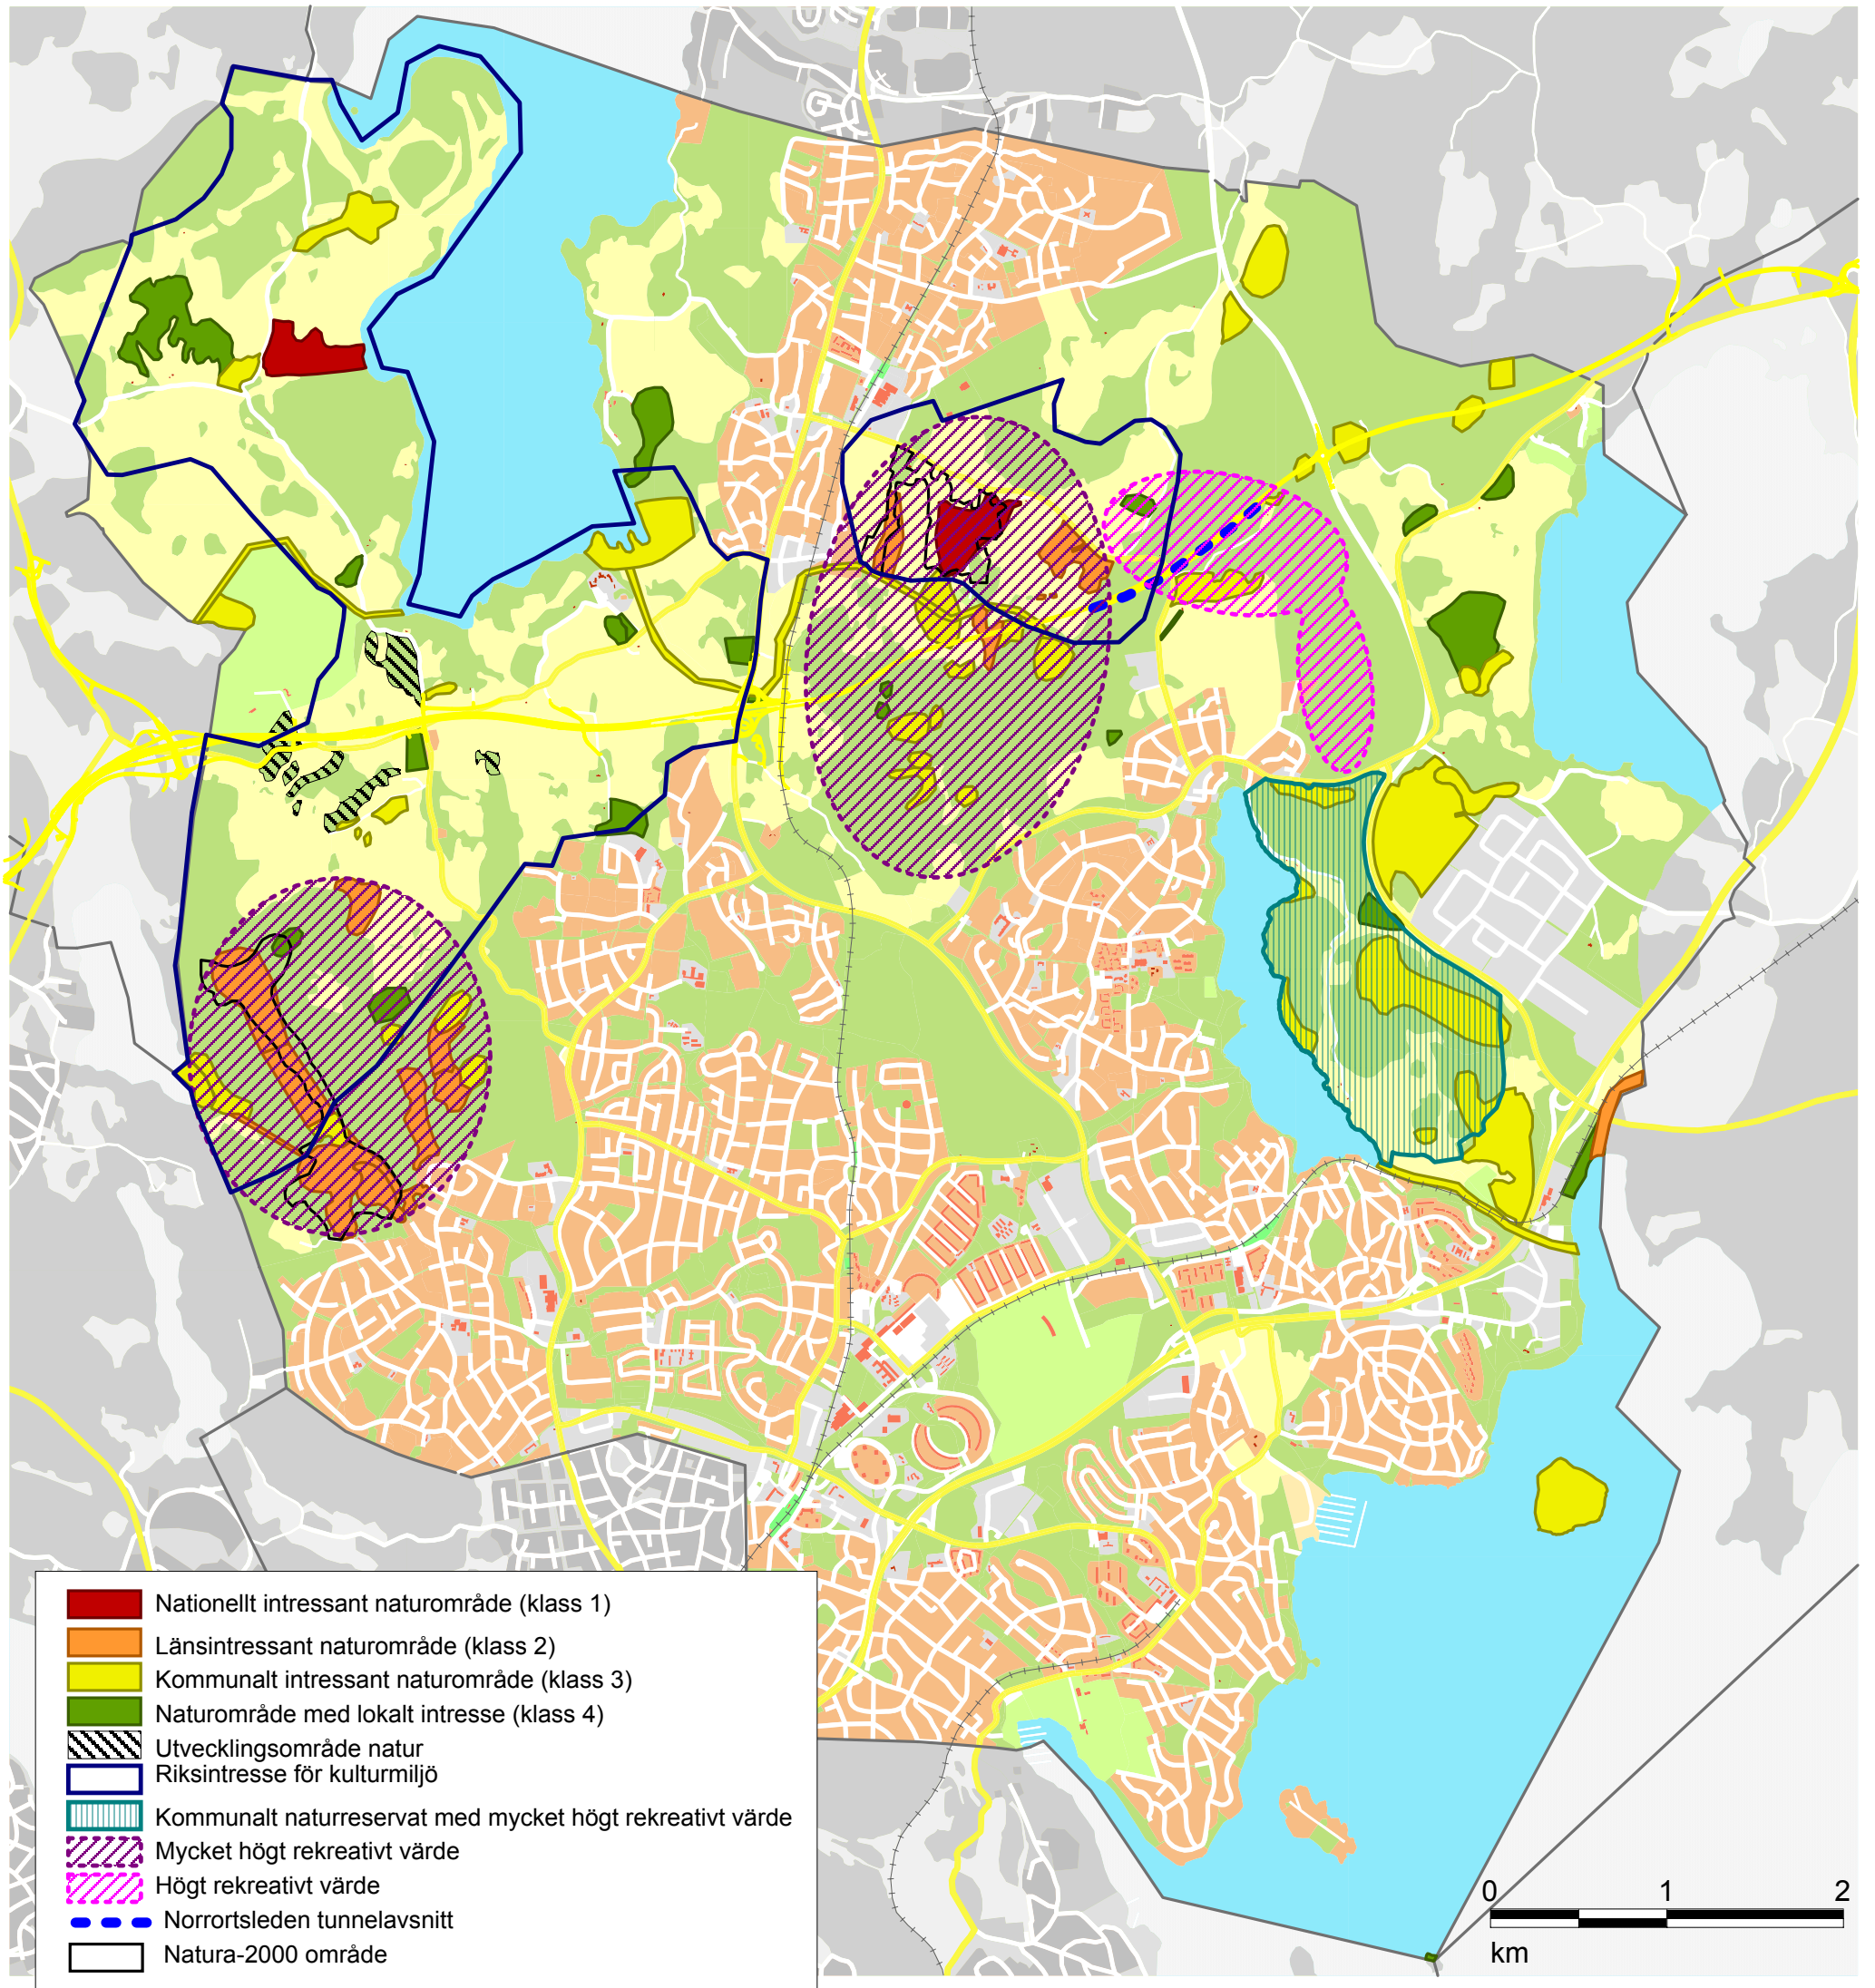 Nationellt intressant naturområde (klass 1)
Länsintressant naturområde (klass 2)
Kommunalt intressant naturområde (klass 3)
Naturområde med lokalt intresse (klass 4)
Utvecklingsområde natur
Riksintresse för kulturmiljö
Kommunalt naturreservat med mycket högt rekreativt värde
Mycket högt rekreativt värde
Högt rekreativt värde
Norrortsleden tunnelavsnitt
Natura-2000 område
0 1 2
km